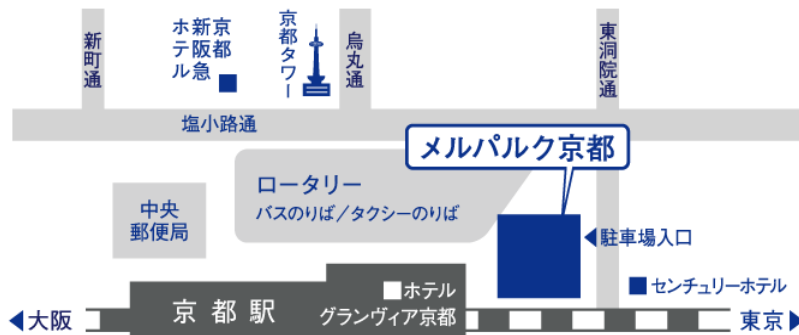 新町通
京都
新阪急
ホテル
京都タワー
烏丸通
東洞院通
塩小路通
メルパルク京都
ロータリー
バスのりば／タクシーのりば
中央
郵便局
駐車場入口
センチュリーホテル
ホテル
グランヴィア京都
京都駅
大阪
東京